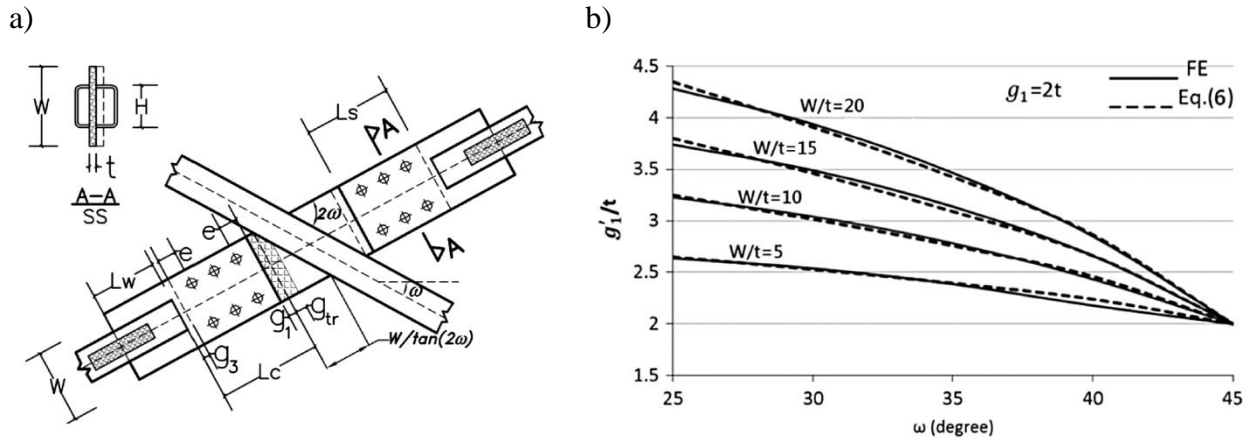 a)
b)
W
H
t
A-A
SS
Ls
A
A
2ω
e
e
Lw
ω
g₁
gtr
g₃
W/tan(2ω)
W
Lc
4.5
4
3.5
3
2.5
2
1.5
g'₁/t
W/t=20
W/t=15
W/t=10
W/t=5
g₁=2t
FE
Eq.(6)
25
30
35
40
45
ω (degree)